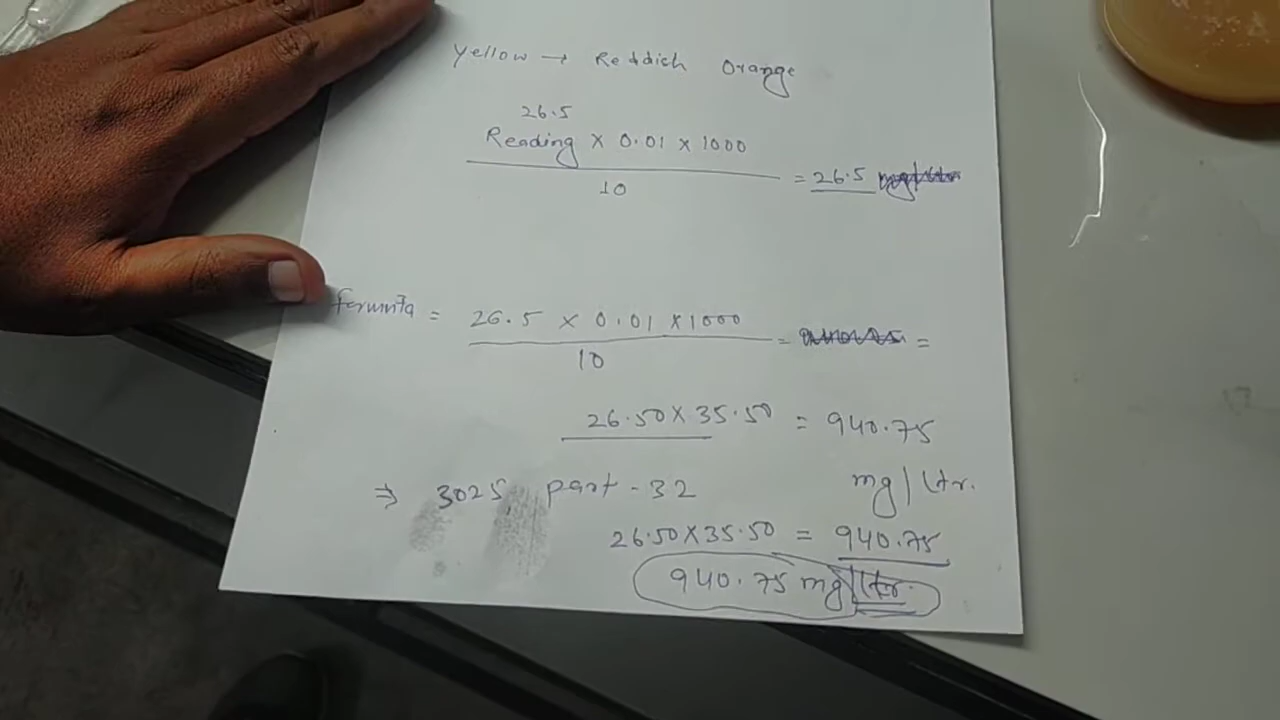 Yellow → Reddich Orange
26.5
Reading × 0.01 × 1000
10
= 26.5
= 26.5 × 0.01 × 1000
10
= =
26.50 × 35.50 = 940.75
mg/Ltr.
⇒ 3025, part - 32
26.50 × 35.50 = 940.75
940.75 mg/Ltr.